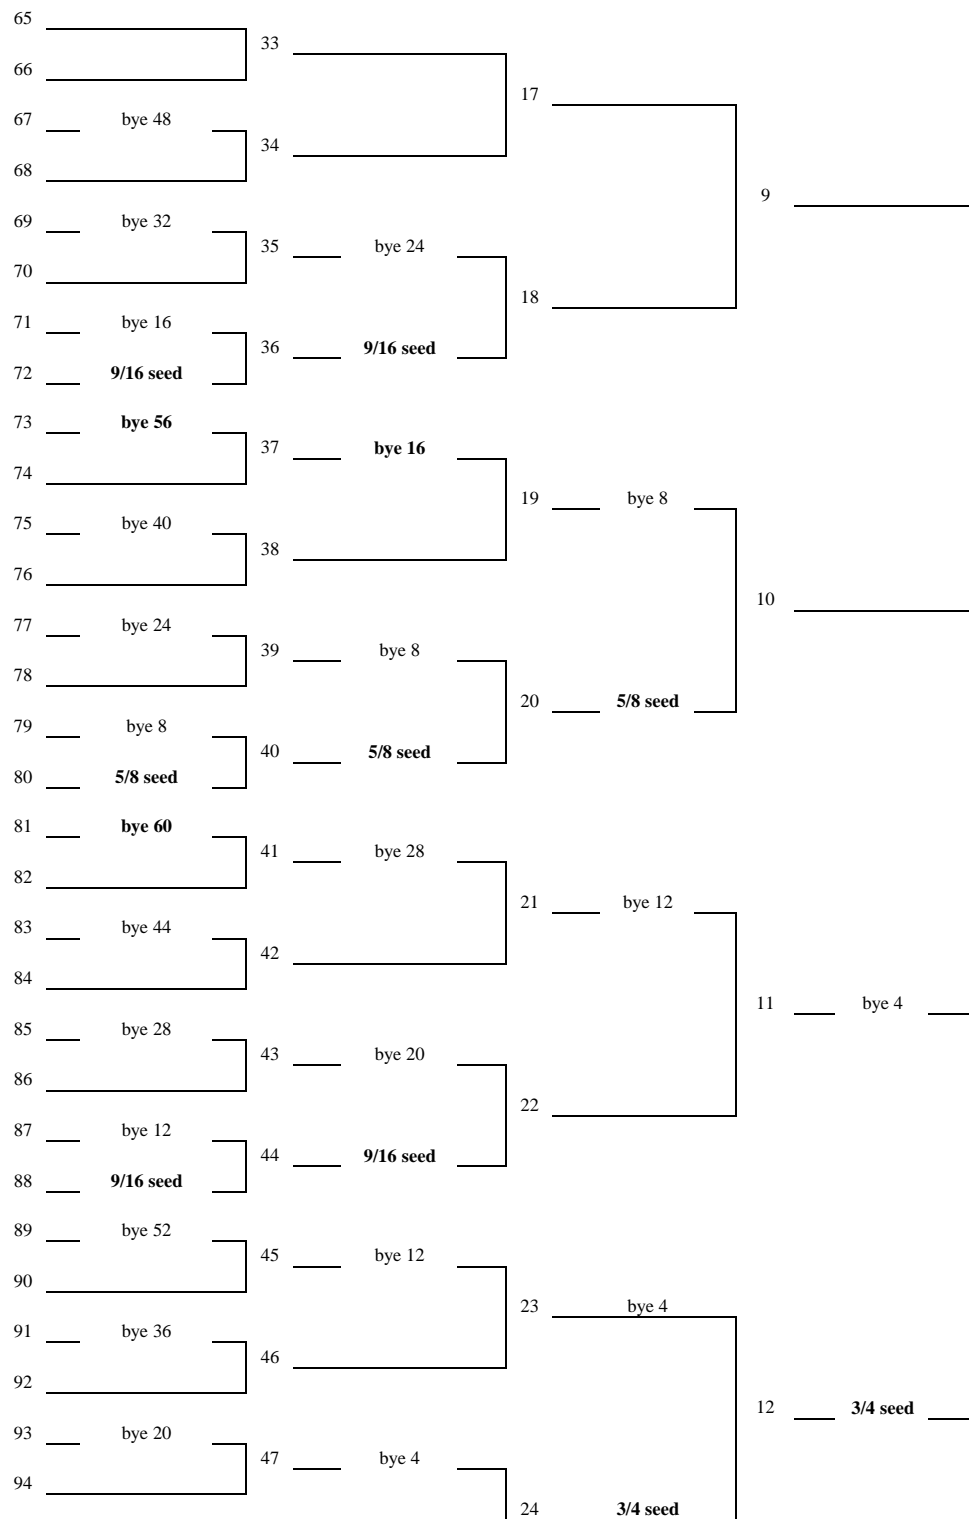 65
33
66
17
67 bye 48
34
68
9
69 bye 32
35 bye 24
70
18
71 bye 16
36 9/16 seed
72 9/16 seed
73 bye 56
37 bye 16
74
19 bye 8
75 bye 40
38
76
10
77 bye 24
39 bye 8
78
20 5/8 seed
79 bye 8
40 5/8 seed
80 5/8 seed
81 bye 60
41 bye 28
82
21 bye 12
83 bye 44
42
84
11 bye 4
85 bye 28
43 bye 20
86
22
87 bye 12
44 9/16 seed
88 9/16 seed
89 bye 52
45 bye 12
90
23 bye 4
91 bye 36
46
92
12 3/4 seed
93 bye 20
47 bye 4
94
24 3/4 seed